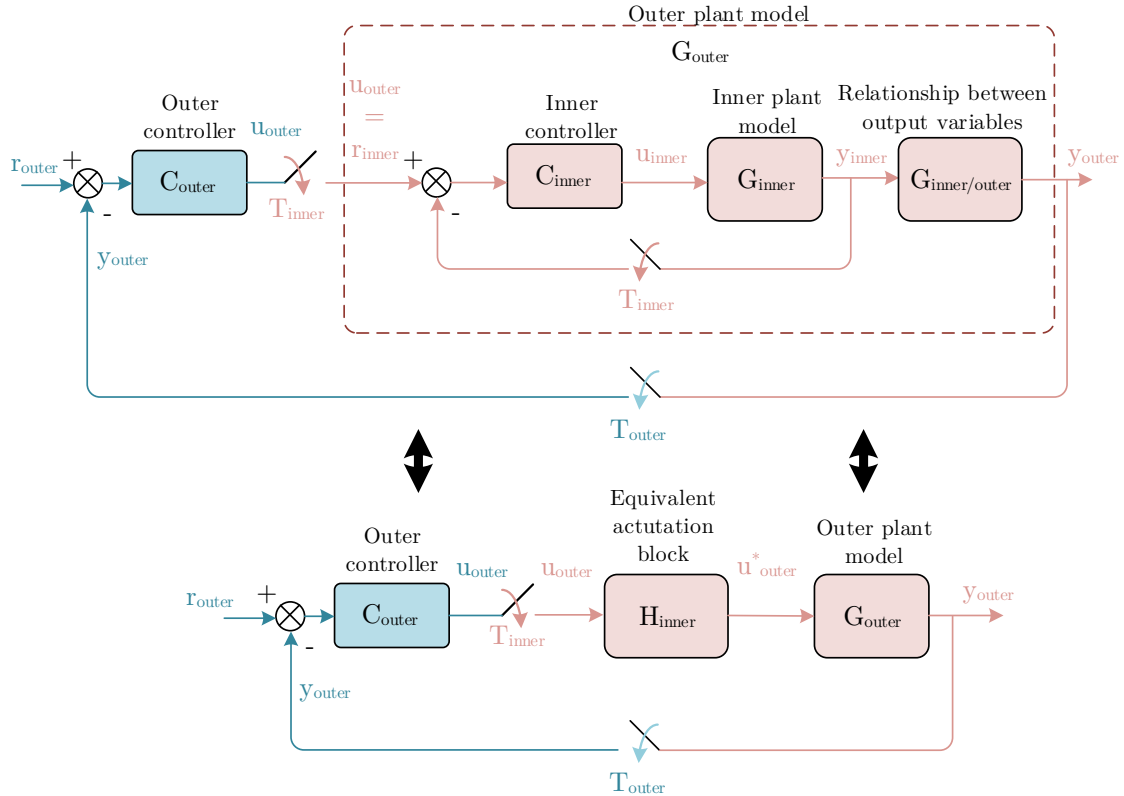 Outer plant model
Gouter
Outer
controller
uouter
=
rinner
Inner
controller
Inner plant
model
Relationship between
output variables
router
+
-
Couter
uouter
Tinner
+
-
Cinner
uinner
Ginner
yinner
Ginner/outer
youter
youter
Tinner
Touter
Equivalent
actutation
block
Outer
controller
Outer plant
model
router
+
-
Couter
uouter
Tinner
uouter
Hinner
u*outer
Gouter
youter
youter
Touter